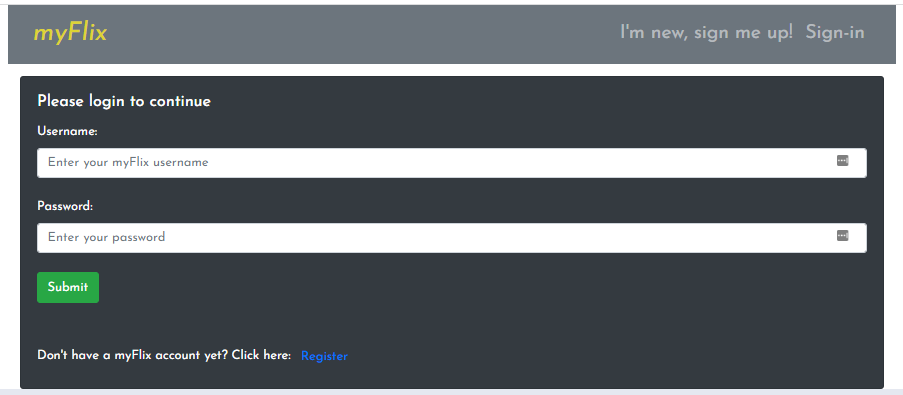 myFlix
I'm new, sign me up! Sign-in
Please login to continue
Username:
Enter your myFlix username
Password:
Enter your password
Submit
Don't have a myFlix account yet? Click here: Register